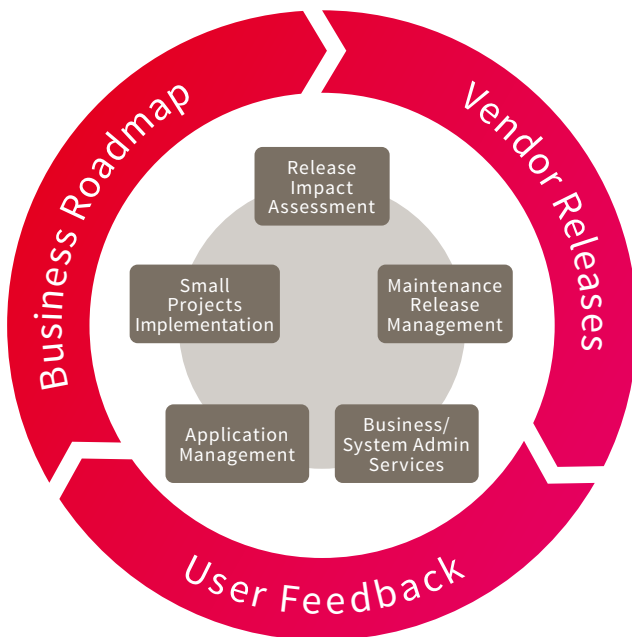 Business Roadmap
Vendor Releases
Release
Impact
Assessment
Small
Projects
Implementation
Maintenance
Release
Management
Application
Management
Business/
System Admin
Services
User Feedback